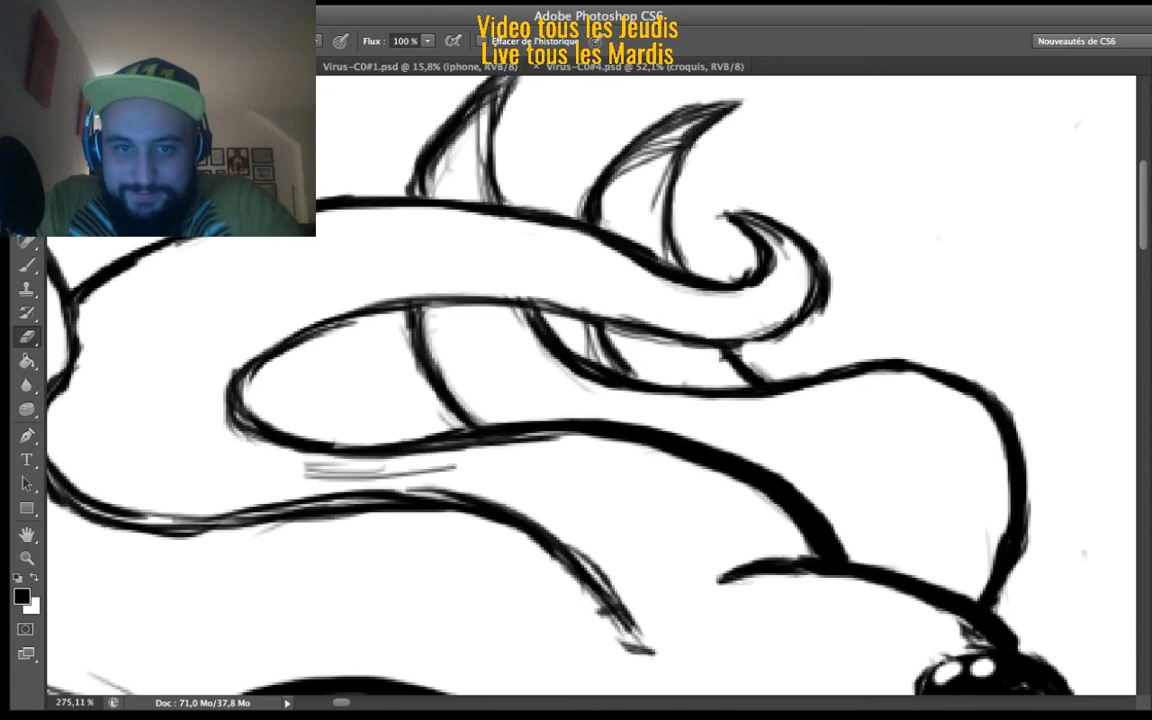 Adobe Photoshop CS6
Video tous les Jeudis
Flux : 100 % Effacer de l'historique Nouveautés de CS6
Live tous les Mardis
Virus-C0#1.psd @ 15,8% (Iphone, RVB/8) × Virus-C0#4.psd @ 52,1% (croquis, RVB/8)
T
275,11 % Doc : 71,0 Mo/37,8 Mo